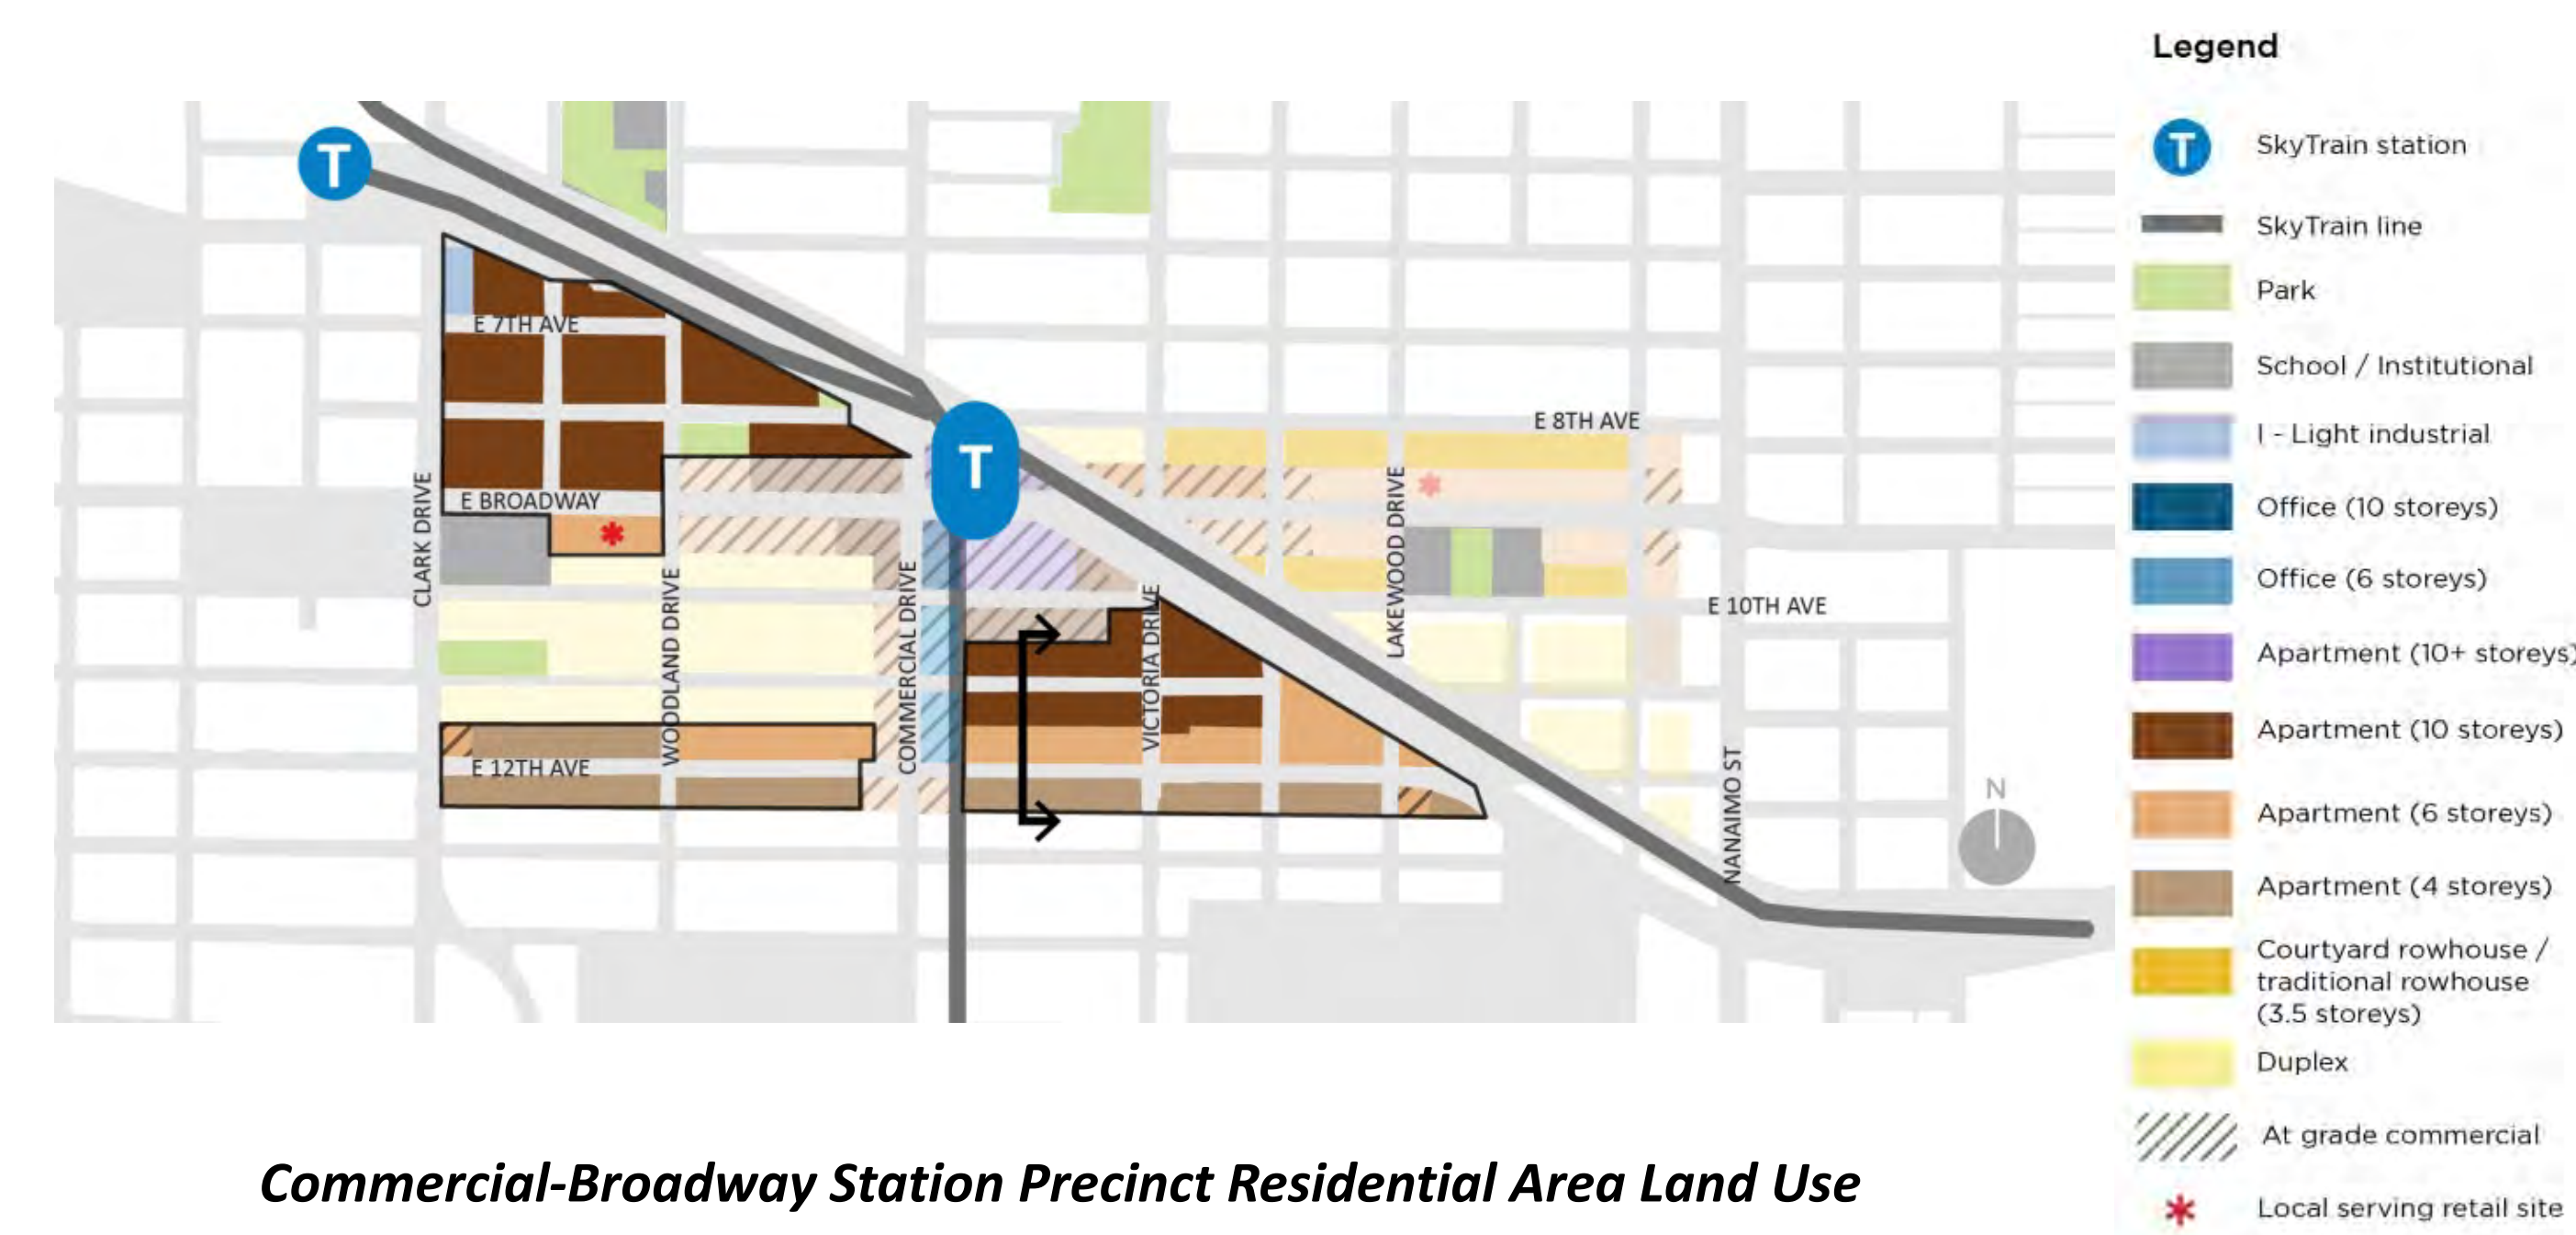 Legend
T
SkyTrain station
SkyTrain line
Park
School / Institutional
I - Light industrial
Office (10 storeys)
Office (6 storeys)
Apartment (10+ storeys)
Apartment (10 storeys)
Apartment (6 storeys)
Apartment (4 storeys)
Courtyard rowhouse /
traditional rowhouse
(3.5 storeys)
Duplex
At grade commercial
* Local serving retail site
T
E 7TH AVE
E 8TH AVE
T
E BROADWAY
*
*
CLARK DRIVE
WOODLAND DRIVE
COMMERCIAL DRIVE
VICTORIA DRIVE
LAKEWOOD DRIVE
E 10TH AVE
NANAIMO ST
E 12TH AVE
N
Commercial-Broadway Station Precinct Residential Area Land Use